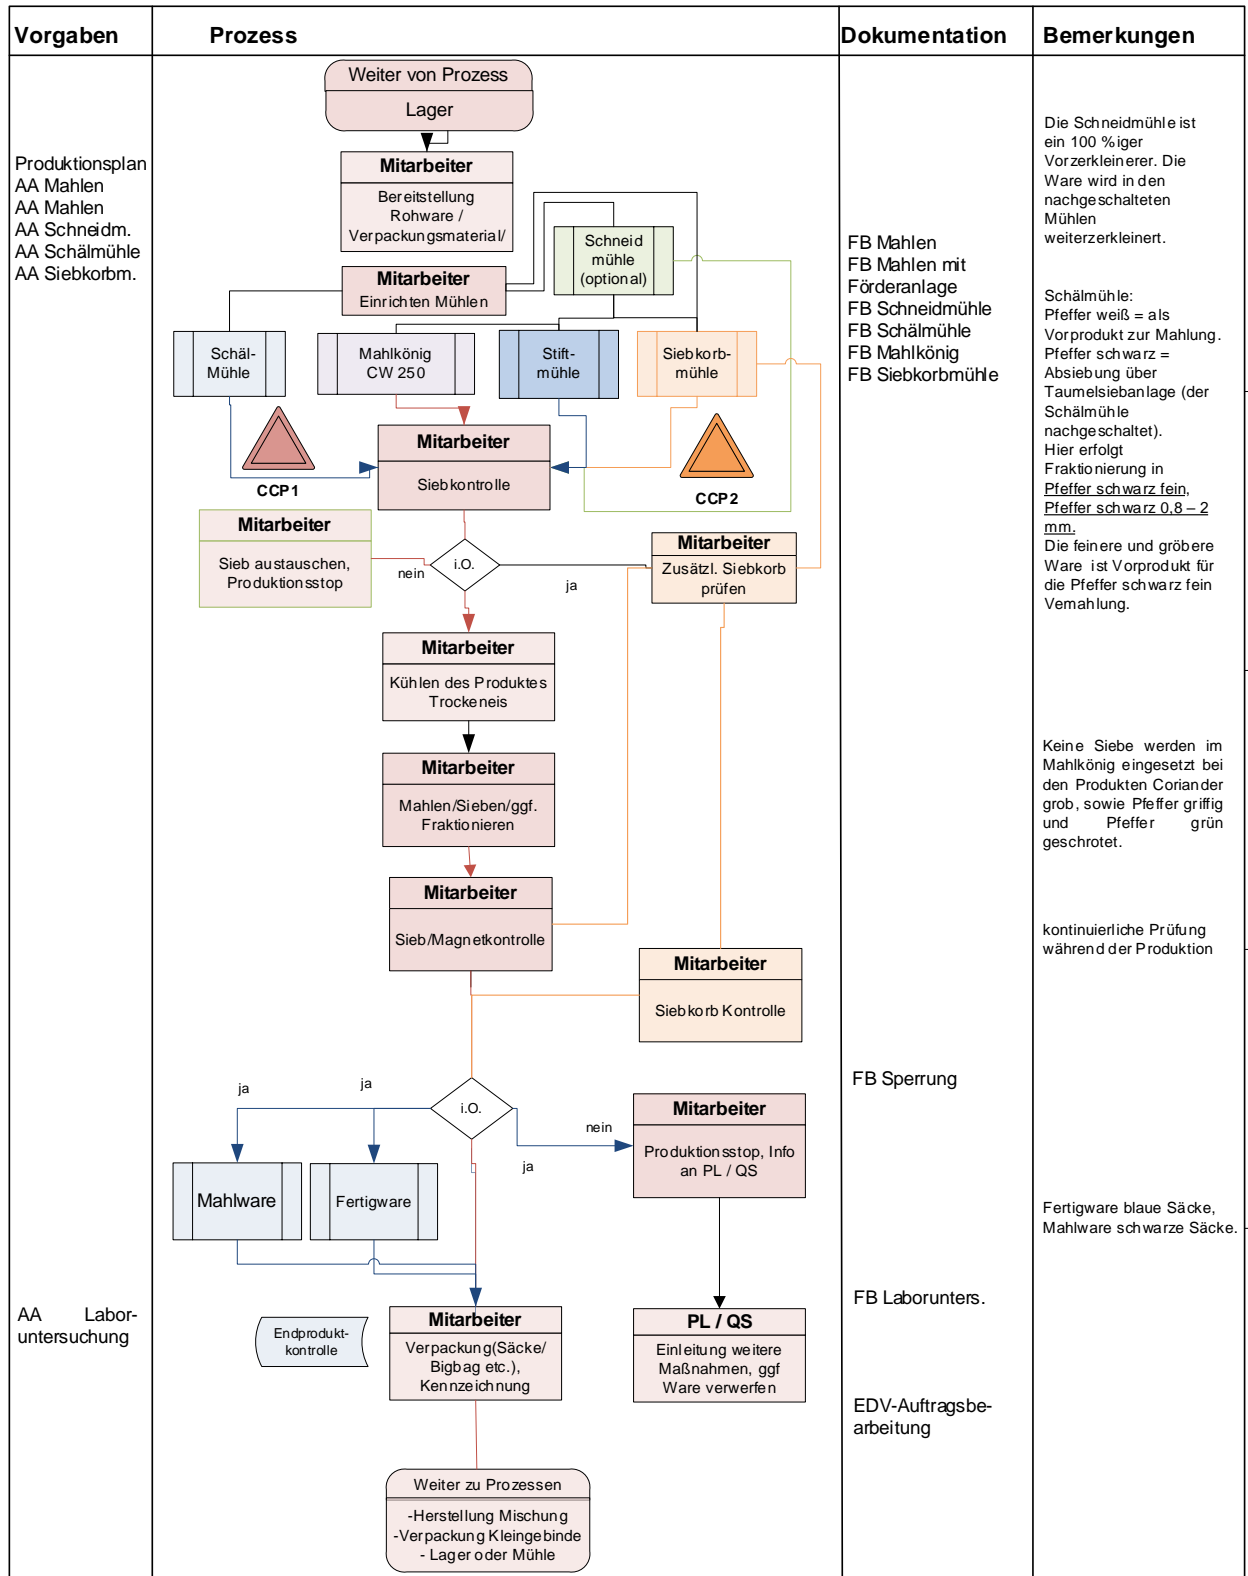 Vorgaben
Prozess
Dokumentation
Bemerkungen
Weiter von Prozess
Lager
Produktionsplan
AA Mahlen
AA Mahlen
AA Schneidm.
AA Schälmühle
AA Siebkorbm.
Mitarbeiter
Bereitstellung
Rohware /
Verpackungsmaterial/
Mitarbeiter
Einrichten Mühlen
Schneid
mühle
(optional)
Schäl-
Mühle
Mahlkönig
CW 250
Stift-
mühle
Siebkorb-
mühle
FB Mahlen
FB Mahlen mit
Förderanlage
FB Schneidmühle
FB Schälmühle
FB Mahlkönig
FB Siebkorbmühle
Die Schneidmühle ist
ein 100 %iger
Vorzerkleinerer. Die
Ware wird in den
nachgeschalteten
Mühlen
weiterzerkleinert.
Schälmühle:
Pfeffer weiß = als
Vorprodukt zur Mahlung.
Pfeffer schwarz =
Absiebung über
Taumelsiebanlage (der
Schälmühle
nachgeschaltet).
Hier erfolgt
Fraktionierung in
Pfeffer schwarz fein,
Pfeffer schwarz 0,8 – 2
mm.
Die feinere und gröbere
Ware ist Vorprodukt für
die Pfeffer schwarz fein
Vemahlung.
CCP1
Mitarbeiter
Siebkontrolle
CCP2
Mitarbeiter
Sieb austauschen,
Produktionsstop
nein
i.O.
ja
Mitarbeiter
Zusätzl. Siebkorb
prüfen
Mitarbeiter
Kühlen des Produktes
Trockeneis
Mitarbeiter
Mahlen/Sieben/ggf.
Fraktionieren
Keine Siebe werden im
Mahlkönig eingesetzt bei
den Produkten Coriander
grob, sowie Pfeffer griffig
und Pfeffer grün
geschrotet.
Mitarbeiter
Sieb/Magnetkontrolle
kontinuierliche Prüfung
während der Produktion
Mitarbeiter
Siebkorb Kontrolle
FB Sperrung
ja
ja
i.O.
nein
ja
Mitarbeiter
Produktionsstop, Info
an PL / QS
Mahlware
Fertigware
Fertigware blaue Säcke,
Mahlware schwarze Säcke.
AA Labor-
untersuchung
Endprodukt-
kontrolle
Mitarbeiter
Verpackung(Säcke/
Bigbag etc.),
Kennzeichnung
PL / QS
Einleitung weitere
Maßnahmen, ggf
Ware verwerfen
FB Laborunters.
EDV-Auftragsbe-
arbeitung
Weiter zu Prozessen
-Herstellung Mischung
-Verpackung Kleingebinde
- Lager oder Mühle